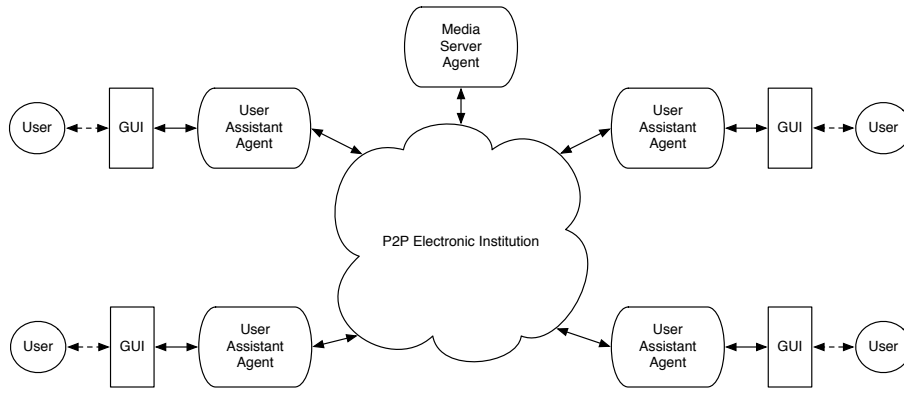 Media
Server
Agent
User
GUI
User
Assistant
Agent
User
Assistant
Agent
GUI
User
P2P Electronic Institution
User
GUI
User
Assistant
Agent
User
Assistant
Agent
GUI
User